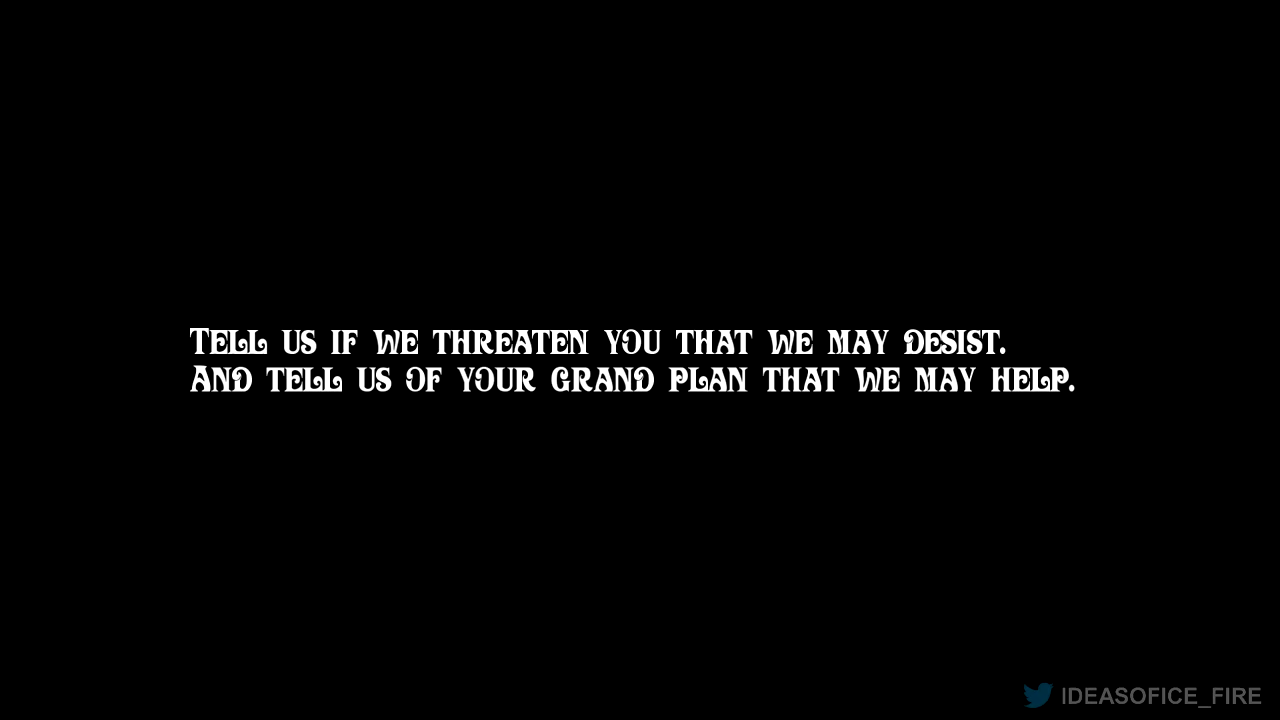 Tell us if we threaten you that we may desist.
And tell us of your grand plan that we may help.
IDEASOFICE_FIRE